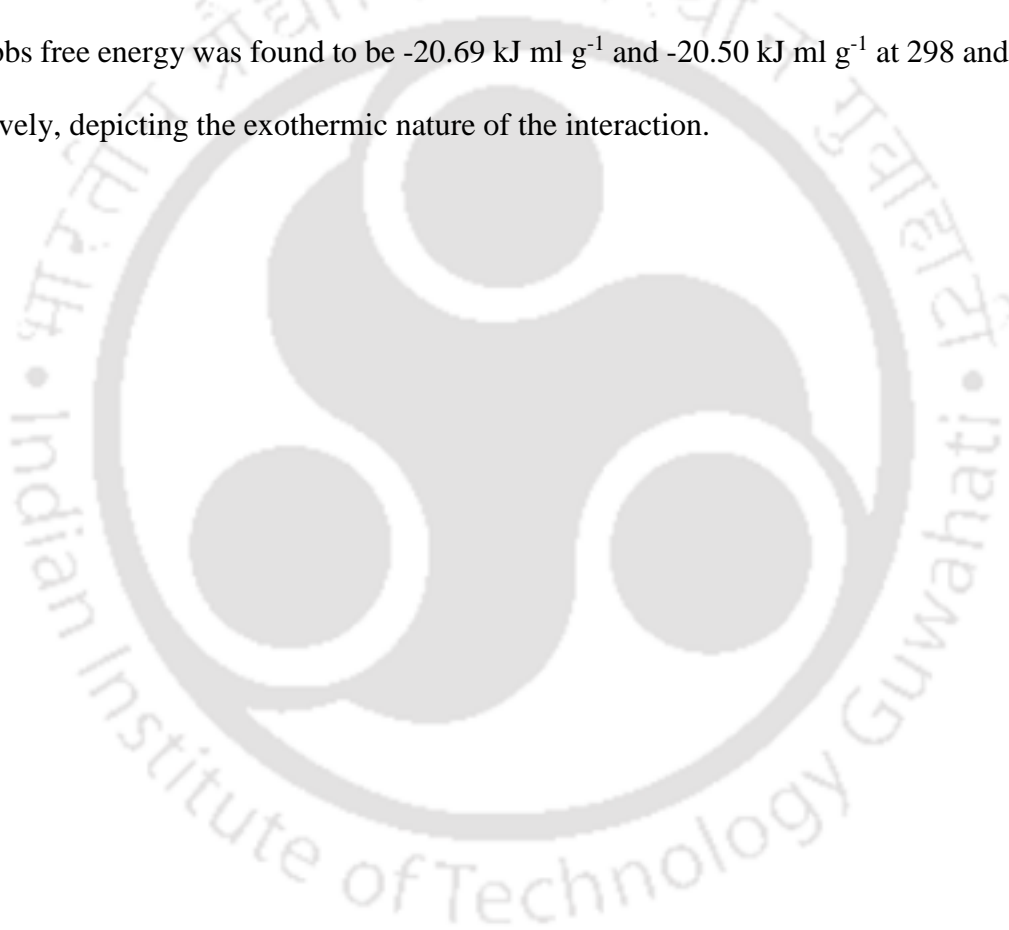 obs free energy was found to be -20.69 kJ ml g-1 and -20.50 kJ ml g-1 at 298 and
vely, depicting the exothermic nature of the interaction.
• Indian Institute of Technology Guwahati •